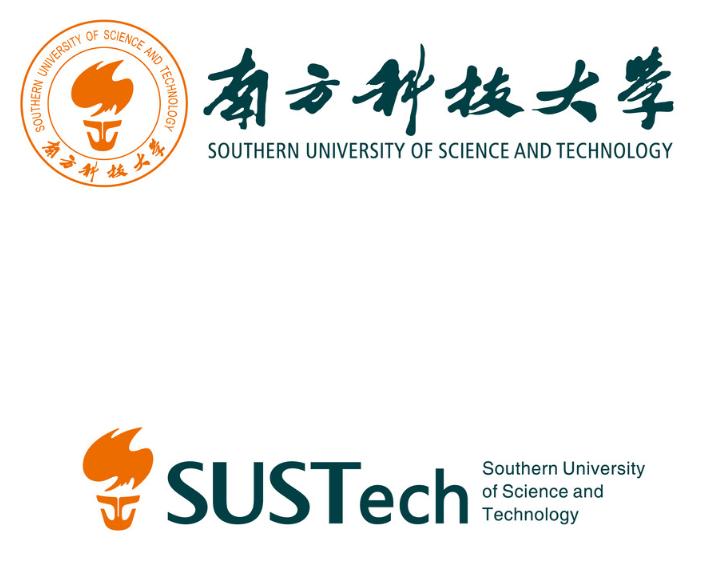 SOUTHERN UNIVERSITY OF SCIENCE AND TECHNOLOGY
南方科技大学
南方科技大學
SOUTHERN UNIVERSITY OF SCIENCE AND TECHNOLOGY
SUSTech
Southern University
of Science and
Technology